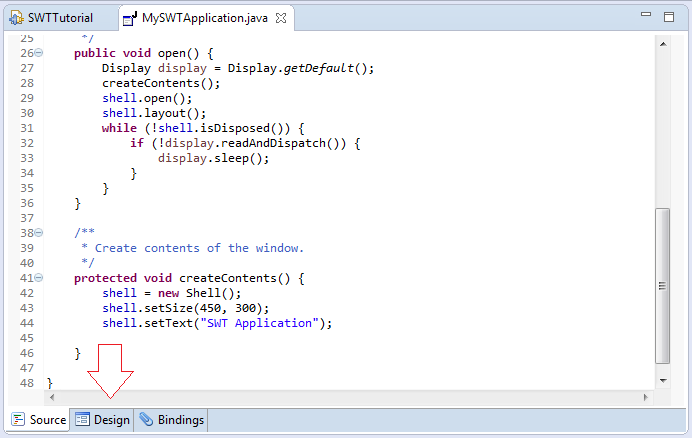 SWTTutorial MySWTApplication.java
25 */
26 public void open() {
27 Display display = Display.getDefault();
28 createContents();
29 shell.open();
30 shell.layout();
31 while (!shell.isDisposed()) {
32 if (!display.readAndDispatch()) {
33 display.sleep();
34 }
35 }
36 }
37
38 /**
39 * Create contents of the window.
40 */
41 protected void createContents() {
42 shell = new Shell();
43 shell.setSize(450, 300);
44 shell.setText("SWT Application");
45
46 }
47
48 }
Source Design Bindings